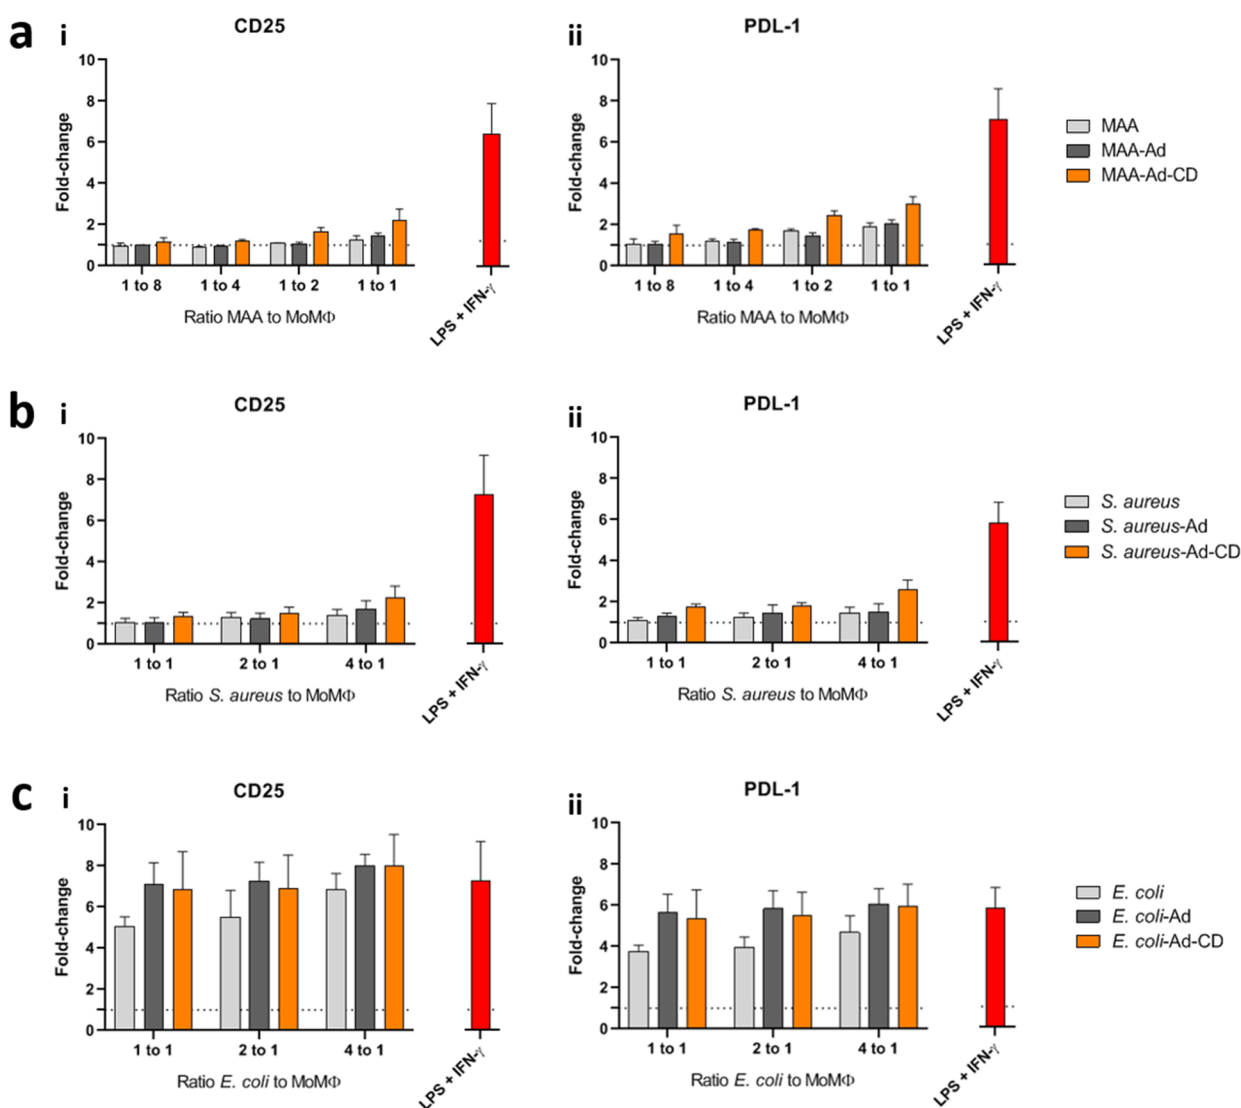 a
i
CD25
10
8
6
4
2
0
Fold-change
1 to 8
1 to 4
1 to 2
1 to 1
Ratio MAA to MoMΦ
LPS + IFN-γ
ii
PDL-1
10
8
6
4
2
0
Fold-change
1 to 8
1 to 4
1 to 2
1 to 1
Ratio MAA to MoMΦ
LPS + IFN-γ
MAA
MAA-Ad
MAA-Ad-CD
b
i
CD25
10
8
6
4
2
0
Fold-change
1 to 1
2 to 1
4 to 1
Ratio S. aureus to MoMΦ
LPS + IFN-γ
ii
PDL-1
10
8
6
4
2
0
Fold-change
1 to 1
2 to 1
4 to 1
Ratio S. aureus to MoMΦ
LPS + IFN-γ
S. aureus
S. aureus-Ad
S. aureus-Ad-CD
c
i
CD25
10
8
6
4
2
0
Fold-change
1 to 1
2 to 1
4 to 1
Ratio E. coli to MoMΦ
LPS + IFN-γ
ii
PDL-1
10
8
6
4
2
0
Fold-change
1 to 1
2 to 1
4 to 1
Ratio E. coli to MoMΦ
LPS + IFN-γ
E. coli
E. coli-Ad
E. coli-Ad-CD